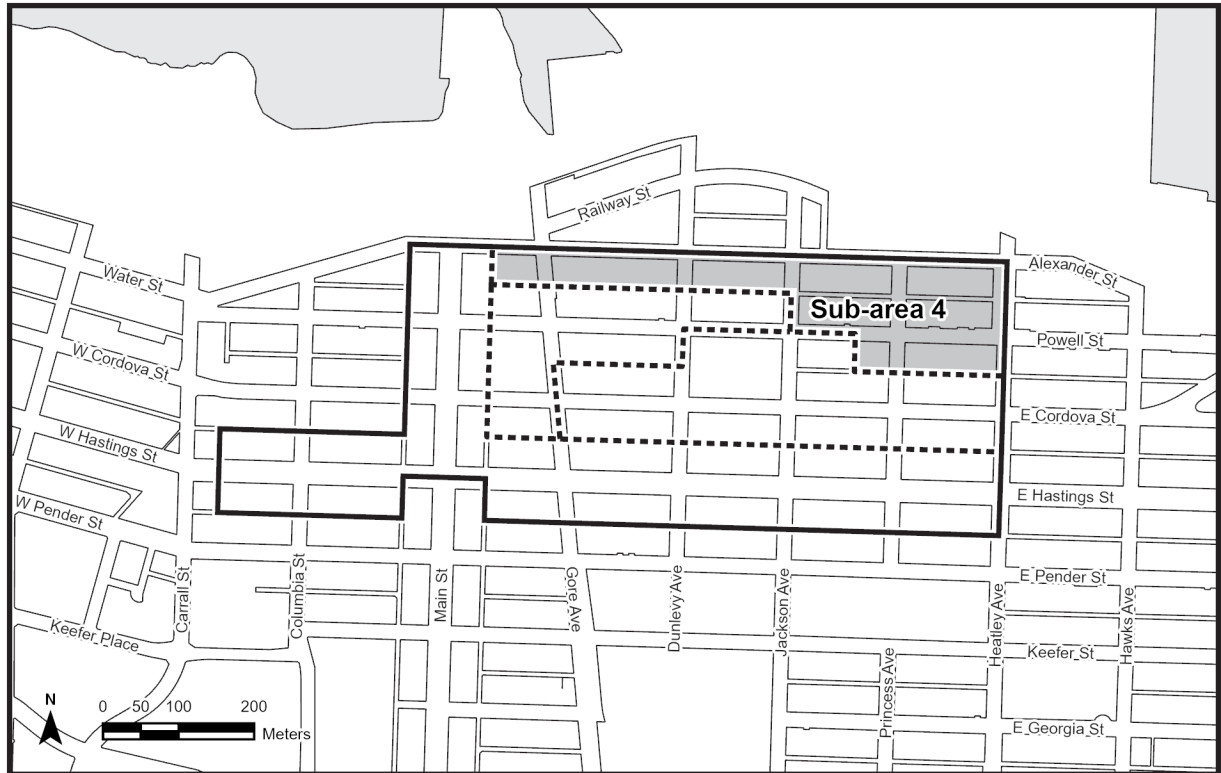 Railway St
Water St
Alexander St
Sub-area 4
Powell St
W Cordova St
E Cordova St
W Hastings St
E Hastings St
W Pender St
E Pender St
Carrall St
Columbia St
Main St
Gore Ave
Dunlevy Ave
Jackson Ave
Princess Ave
Heatley Ave
Hawks Ave
Keefer Place
Keefer St
E Georgia St
N
0 50 100 200
Meters